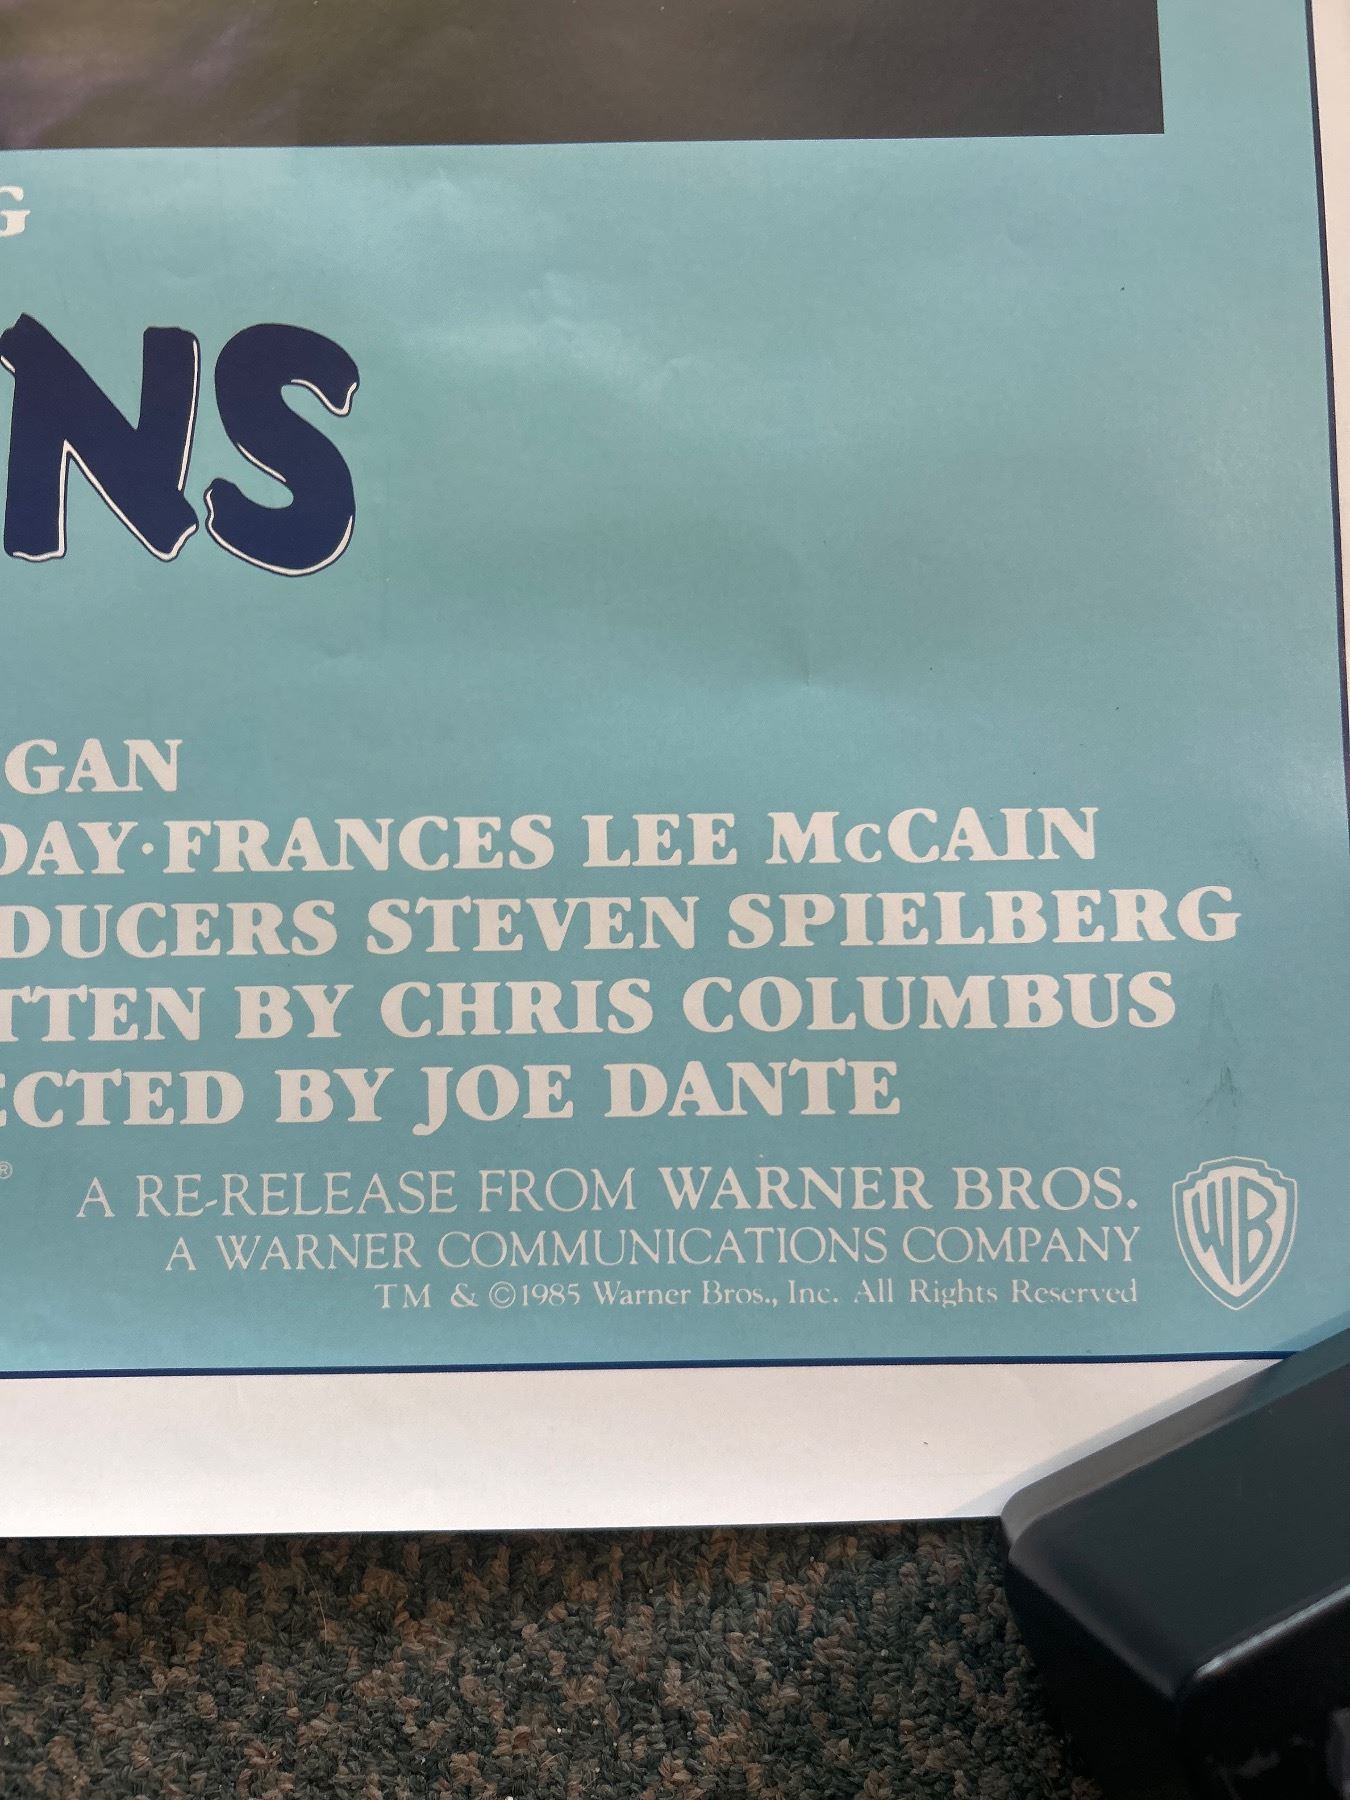 G
NS
GAN
DAY·FRANCES LEE McCAIN
DUCERS STEVEN SPIELBERG
TTEN BY CHRIS COLUMBUS
ECTED BY JOE DANTE
® A RE-RELEASE FROM WARNER BROS.
A WARNER COMMUNICATIONS COMPANY
TM & ©1985 Warner Bros., Inc. All Rights Reserved
WB